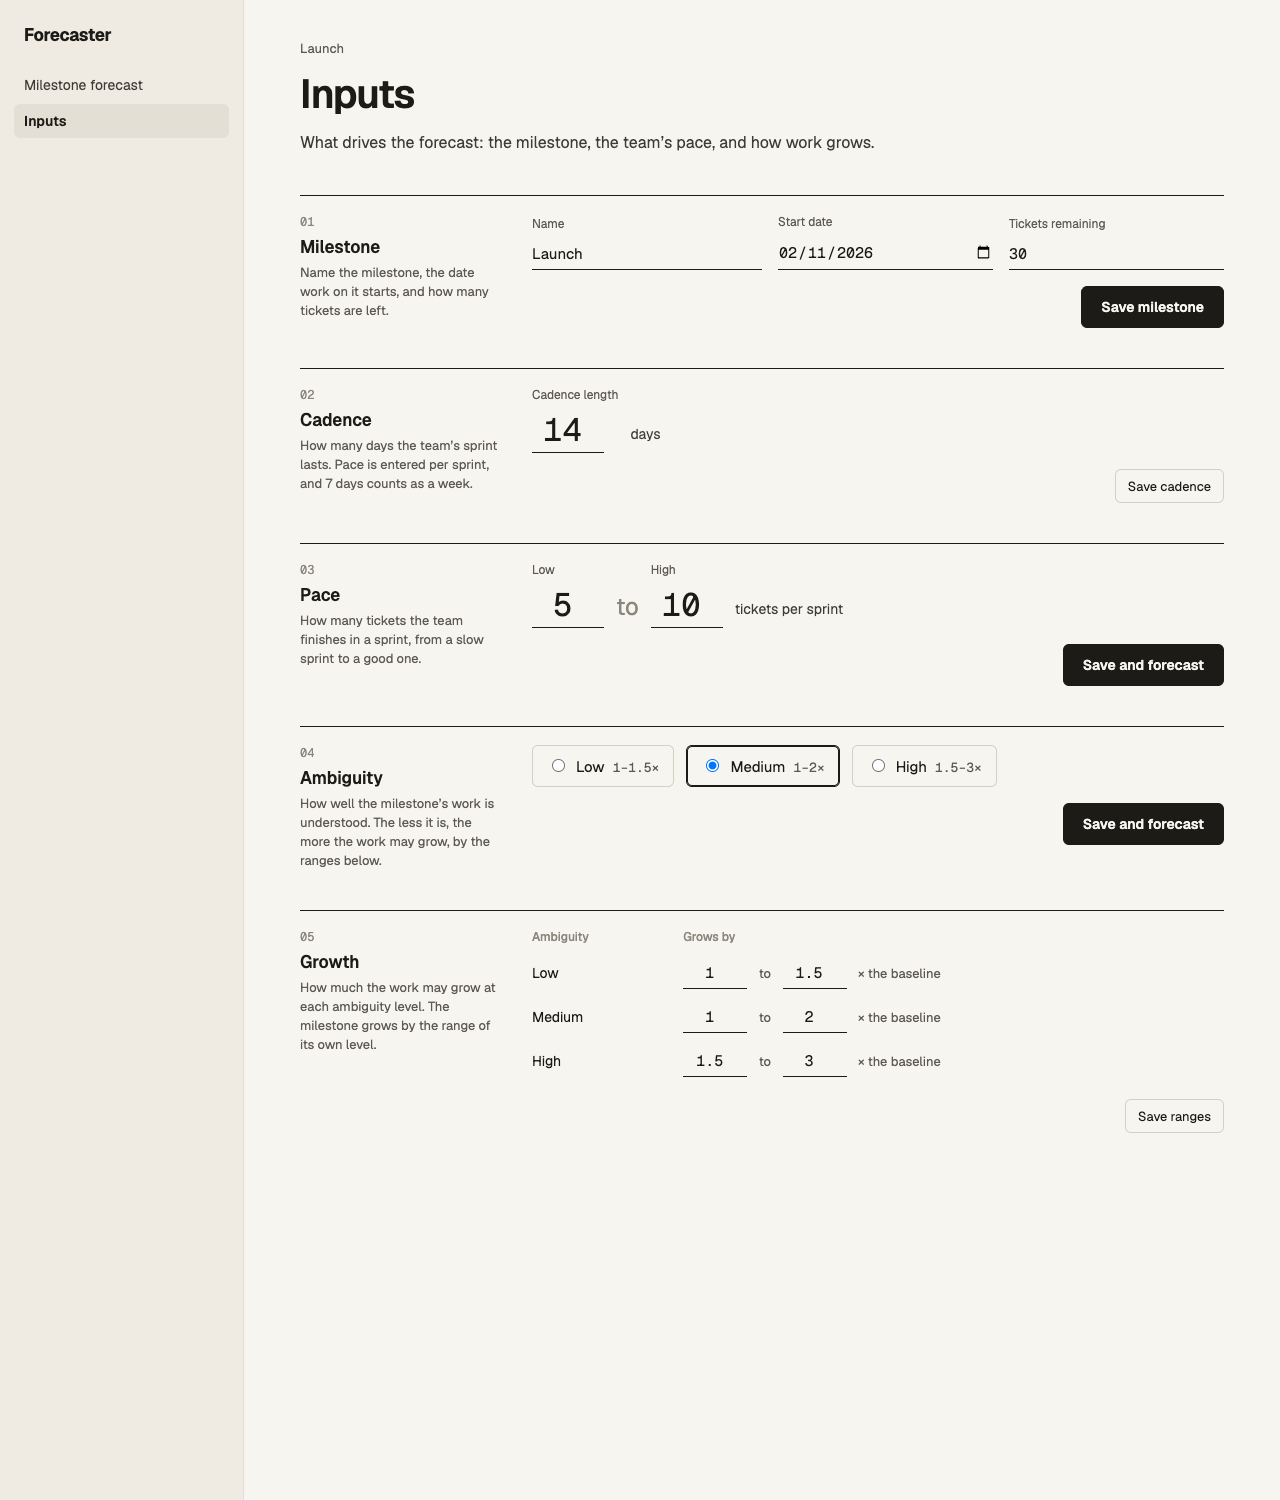 Forecaster
Milestone forecast
Inputs
Launch
Inputs
What drives the forecast: the milestone, the team’s pace, and how work grows.
01
Milestone
Name the milestone, the date
work on it starts, and how many
tickets are left.
Name
Start date
Tickets remaining
Launch
02/11/2026
30
Save milestone
02
Cadence
How many days the team’s sprint
lasts. Pace is entered per sprint,
and 7 days counts as a week.
Cadence length
14 days
Save cadence
03
Pace
How many tickets the team
finishes in a sprint, from a slow
sprint to a good one.
Low
High
5 to 10 tickets per sprint
Save and forecast
04
Ambiguity
How well the milestone’s work is
understood. The less it is, the
more the work may grow, by the
ranges below.
Low 1–1.5×
Medium 1–2×
High 1.5–3×
Save and forecast
05
Growth
How much the work may grow at
each ambiguity level. The
milestone grows by the range of
its own level.
Ambiguity
Grows by
Low 1 to 1.5 × the baseline
Medium 1 to 2 × the baseline
High 1.5 to 3 × the baseline
Save ranges